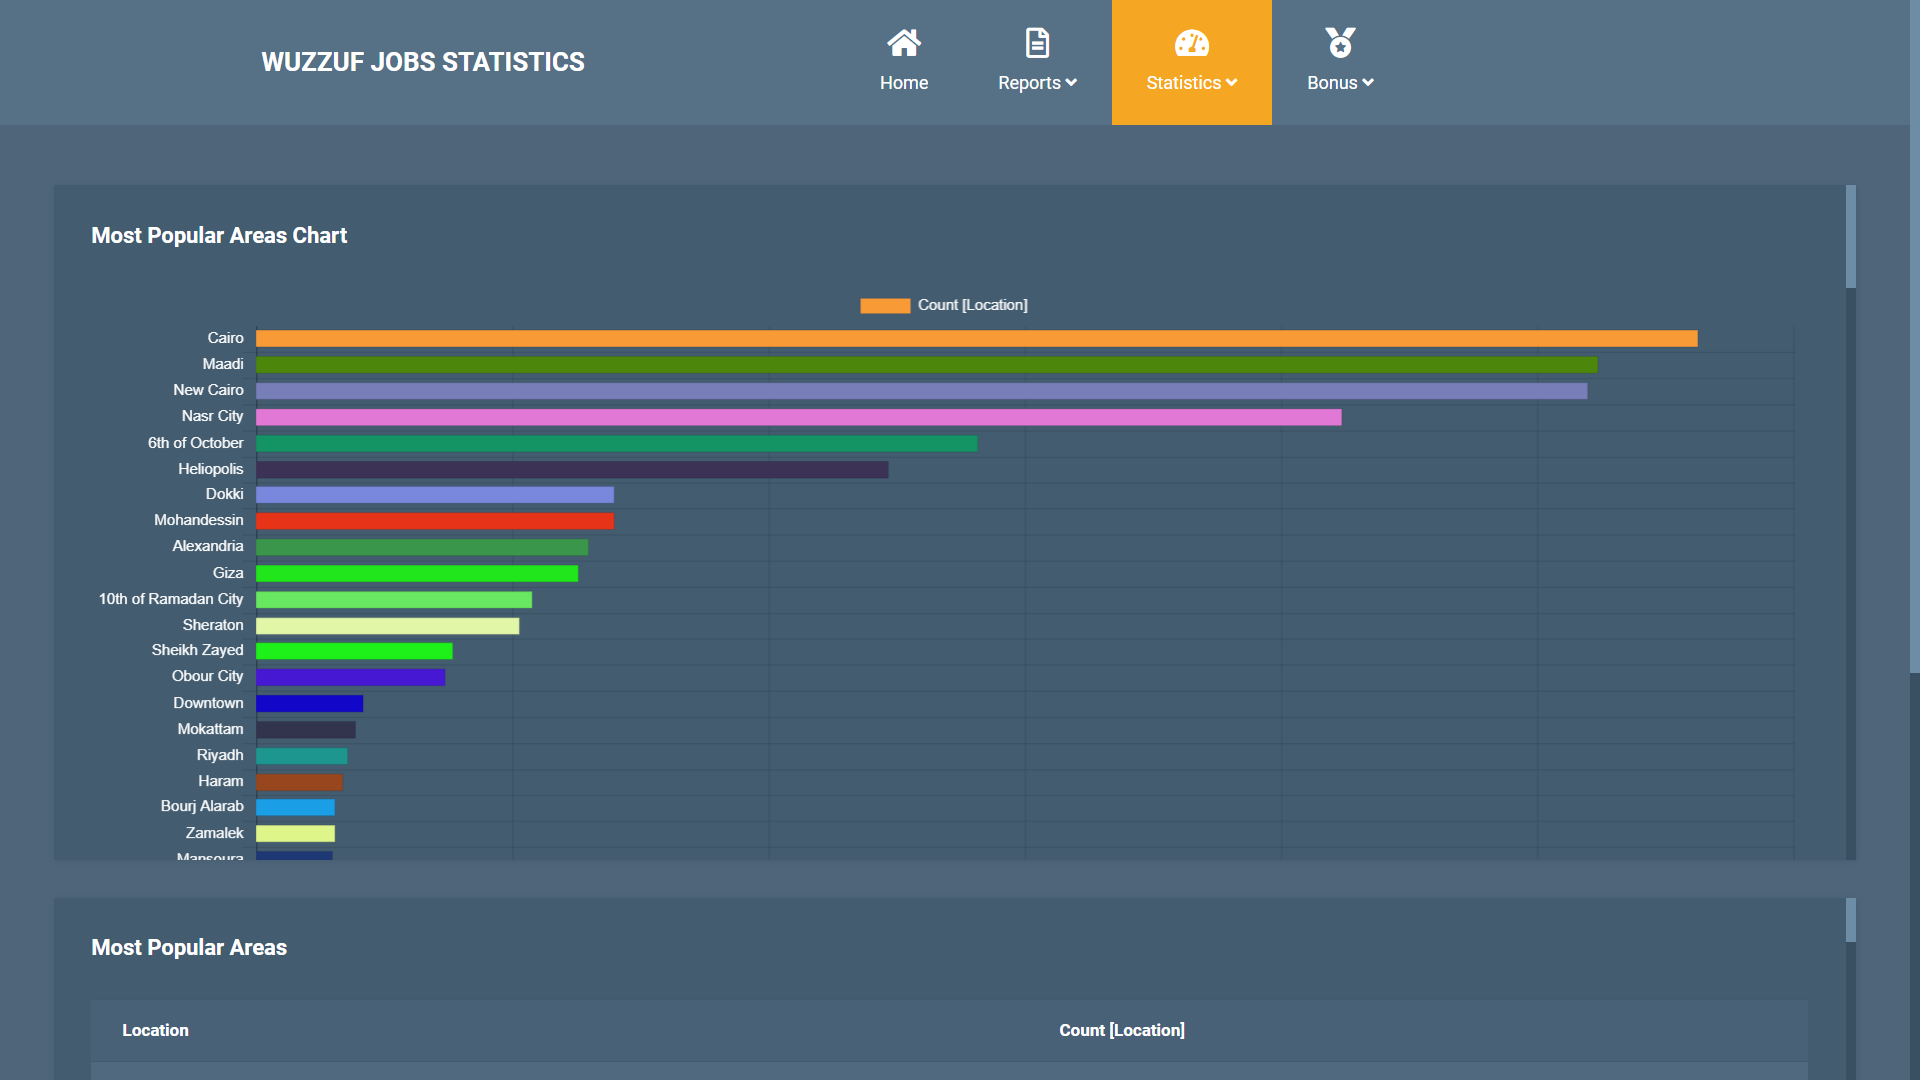 WUZZUF JOBS STATISTICS
Home
Reports
Statistics
Bonus
Most Popular Areas Chart
Count [Location]
Cairo
Maadi
New Cairo
Nasr City
6th of October
Heliopolis
Dokki
Mohandessin
Alexandria
Giza
10th of Ramadan City
Sheraton
Sheikh Zayed
Obour City
Downtown
Mokattam
Riyadh
Haram
Bourj Alarab
Zamalek
Mansoura
Most Popular Areas
Location Count [Location]